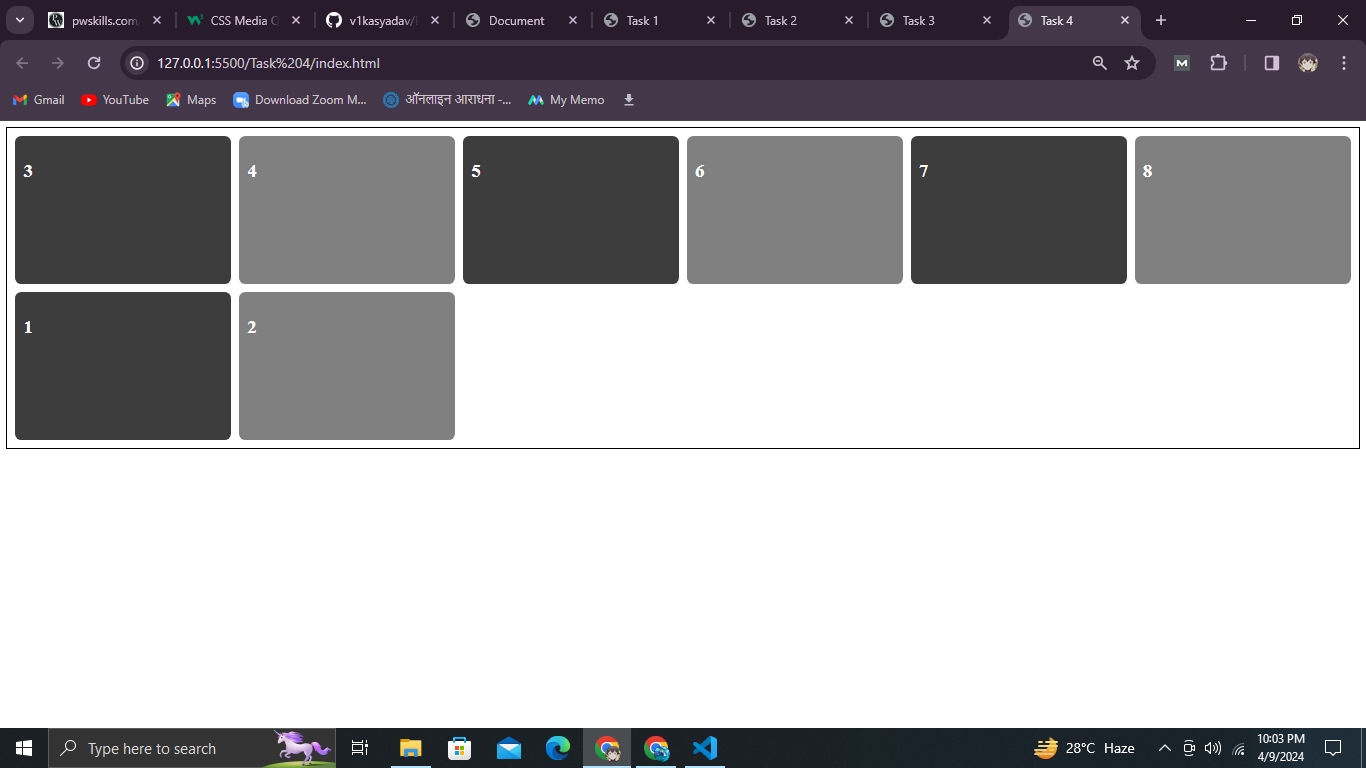 pwskills.com
CSS Media Q
v1kasyadav/
Document
Task 1
Task 2
Task 3
Task 4
127.0.0.1:5500/Task%204/index.html
Gmail
YouTube
Maps
Download Zoom M...
ऑनलाइन आराधना -...
My Memo
3
4
5
6
7
8
1
2
Type here to search
28°C Haze
10:03 PM
4/9/2024